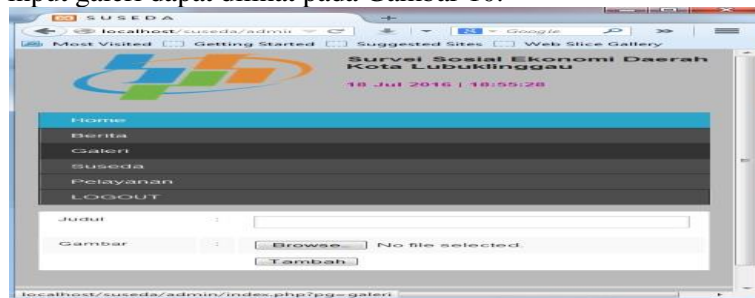 input galeri dapat dilihat pada Gambar 10.
SUSEDA
localhost/suseda/admin
Google
Most Visited Getting Started Suggested Sites Web Slice Gallery
Survei Sosial Ekonomi Daerah
Kota Lubuklinggau
18 Jul 2016 | 18:55:28
Home
Berita
Galeri
Suseda
Pelayanan
LOGOUT
Judul :
Gambar : Browse... No file selected.
Tambah
localhost/suseda/admin/index.php?pg=galeri